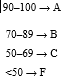 90–100 → A
70–89 → B
50–69 → C
<50 → F